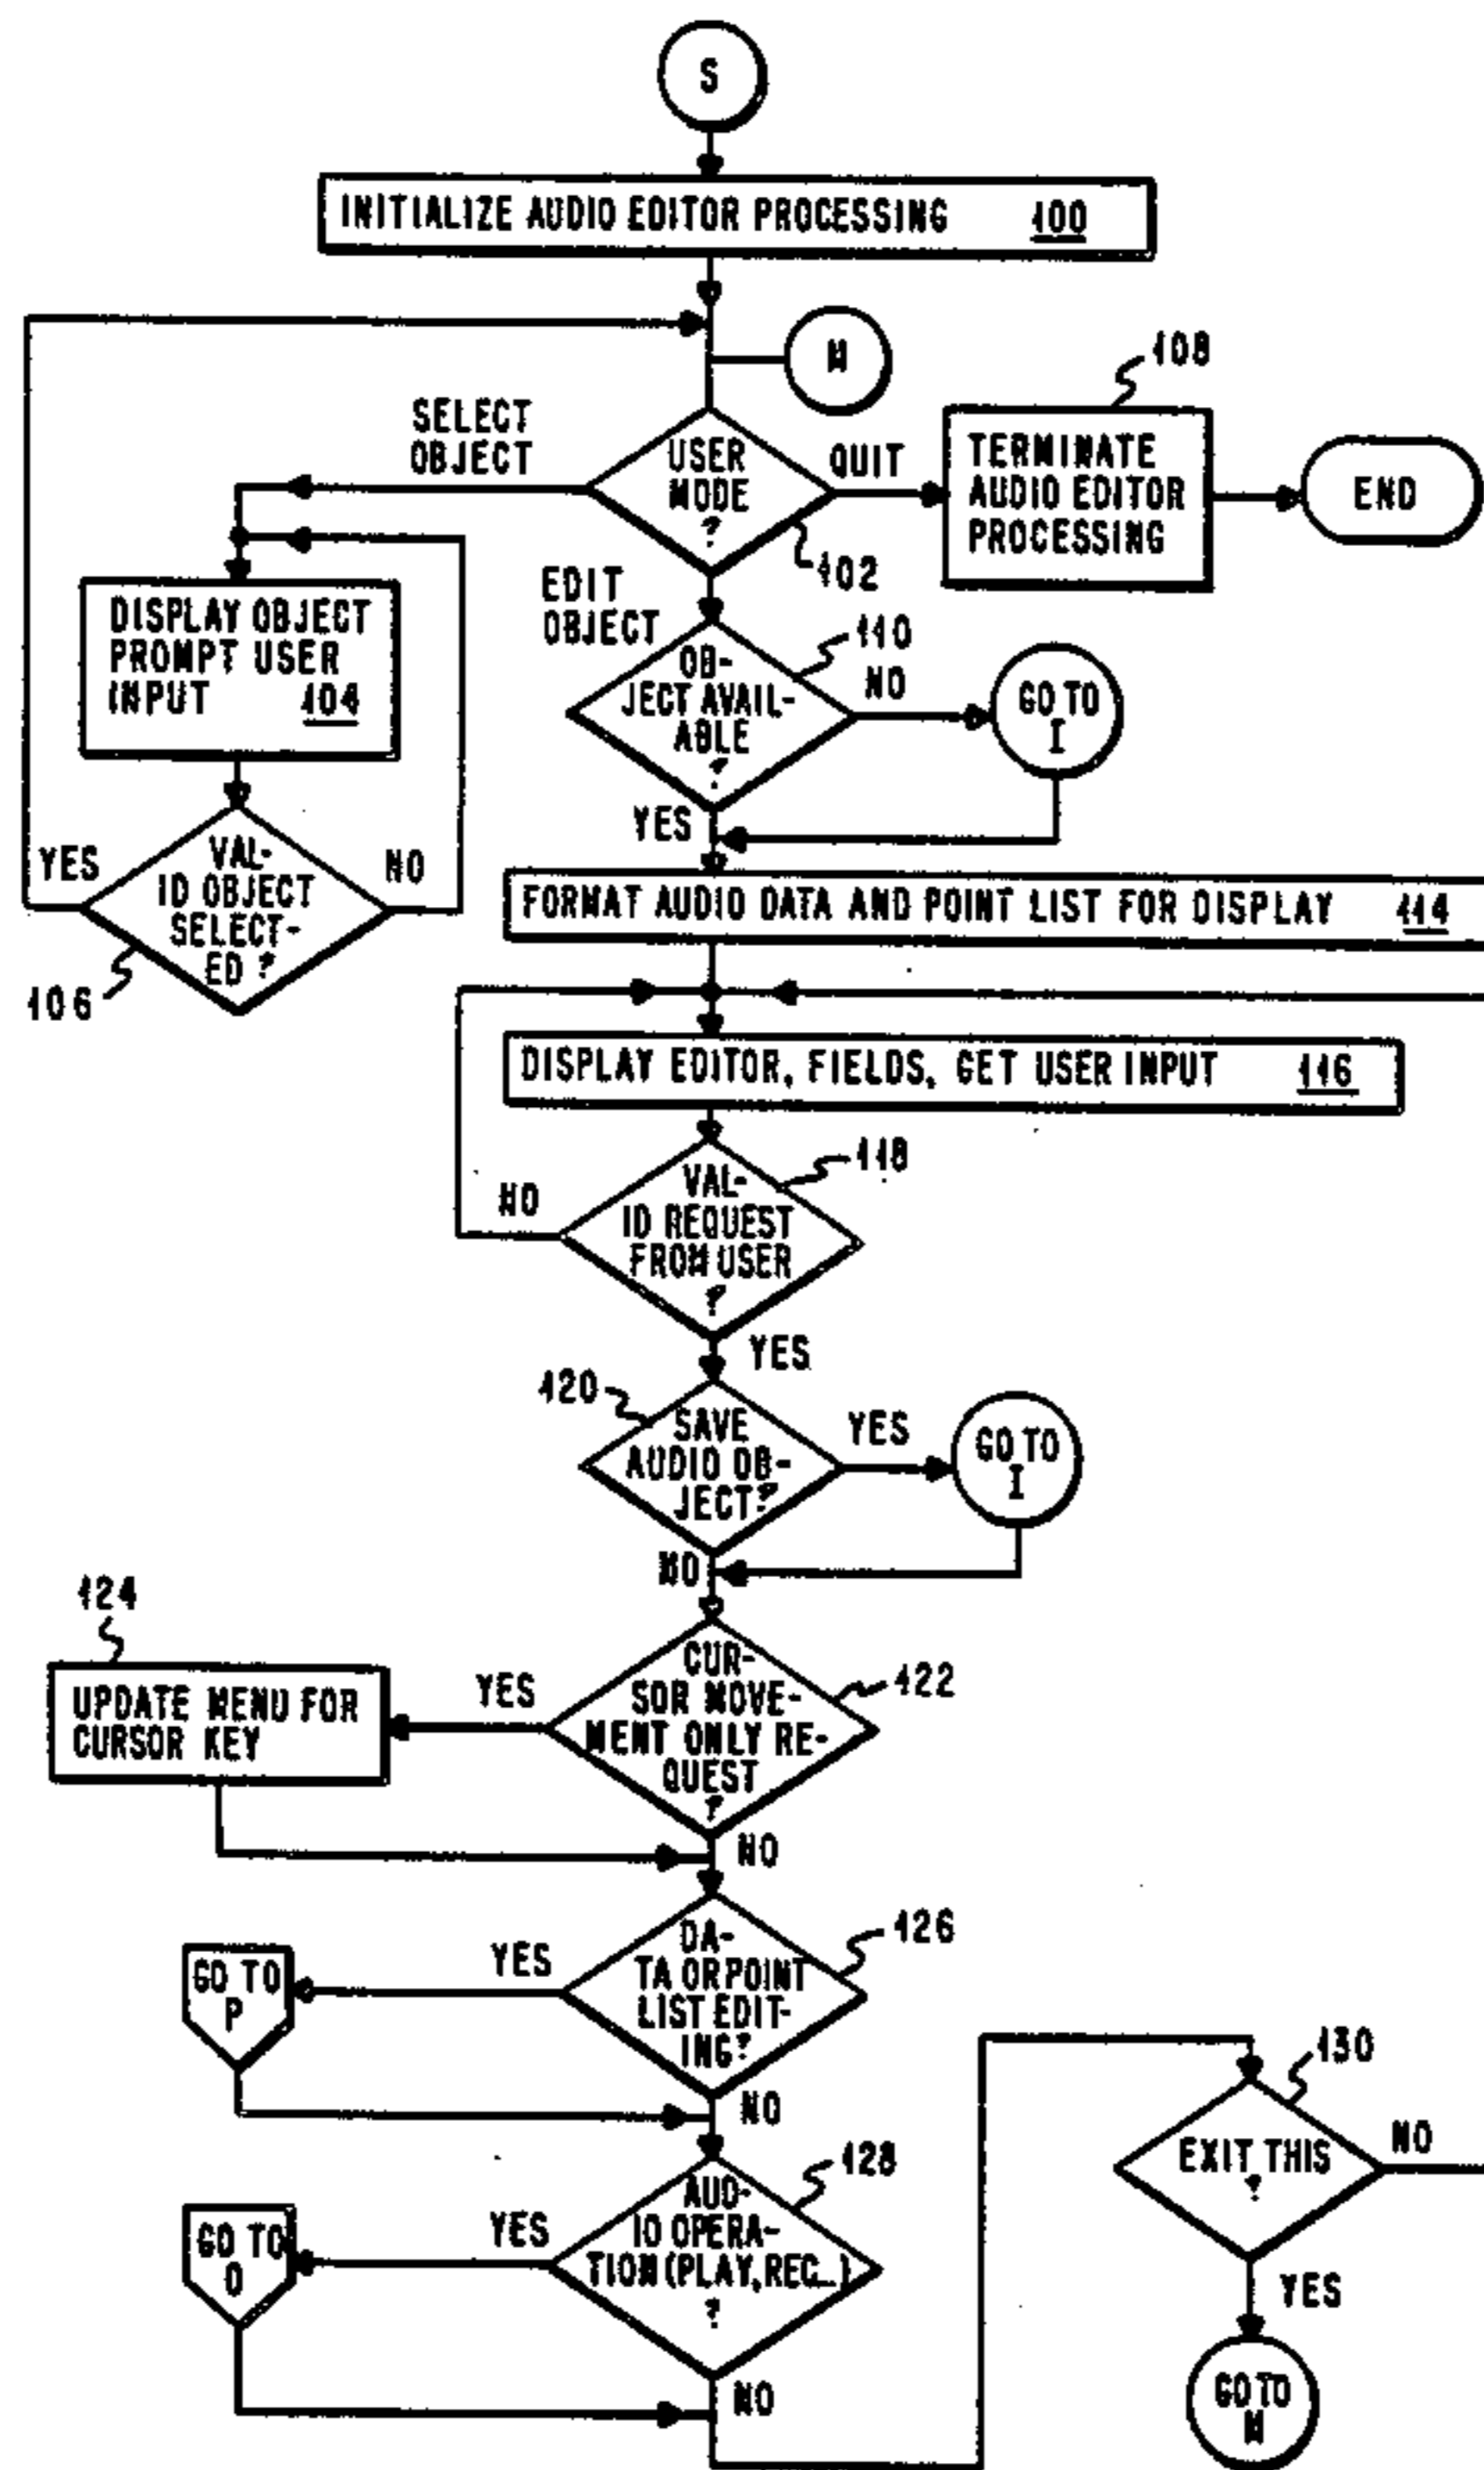 S
INITIALIZE AUDIO EDITOR PROCESSING 100
M
108
SELECT
OBJECT
USER
MODE
?
QUIT
TERMINATE
AUDIO EDITOR
PROCESSING
END
102
EDIT
OBJECT
DISPLAY OBJECT
PROMPT USER
INPUT 104
110
OB-
JECT AVAIL-
ABLE
?
NO
GO TO
I
YES
YES
VAL-
ID OBJECT
SELECT-
ED ?
NO
106
FORMAT AUDIO DATA AND POINT LIST FOR DISPLAY 114
DISPLAY EDITOR, FIELDS, GET USER INPUT 116
118
NO
VAL-
ID REQUEST
FROM USER
?
YES
120
SAVE
AUDIO OB-
JECT?
YES
GO TO
I
NO
124
UPDATE MENU FOR
CURSOR KEY
YES
CUR-
SOR MOVE-
MENT ONLY RE-
QUEST
?
122
NO
126
GO TO
P
YES
DA-
TA OR POINT
LIST EDIT-
ING?
NO
130
EXIT THIS
?
NO
128
GO TO
O
YES
AUD-
IO OPERA-
TION (PLAY, REC...)
?
YES
NO
GO TO
M